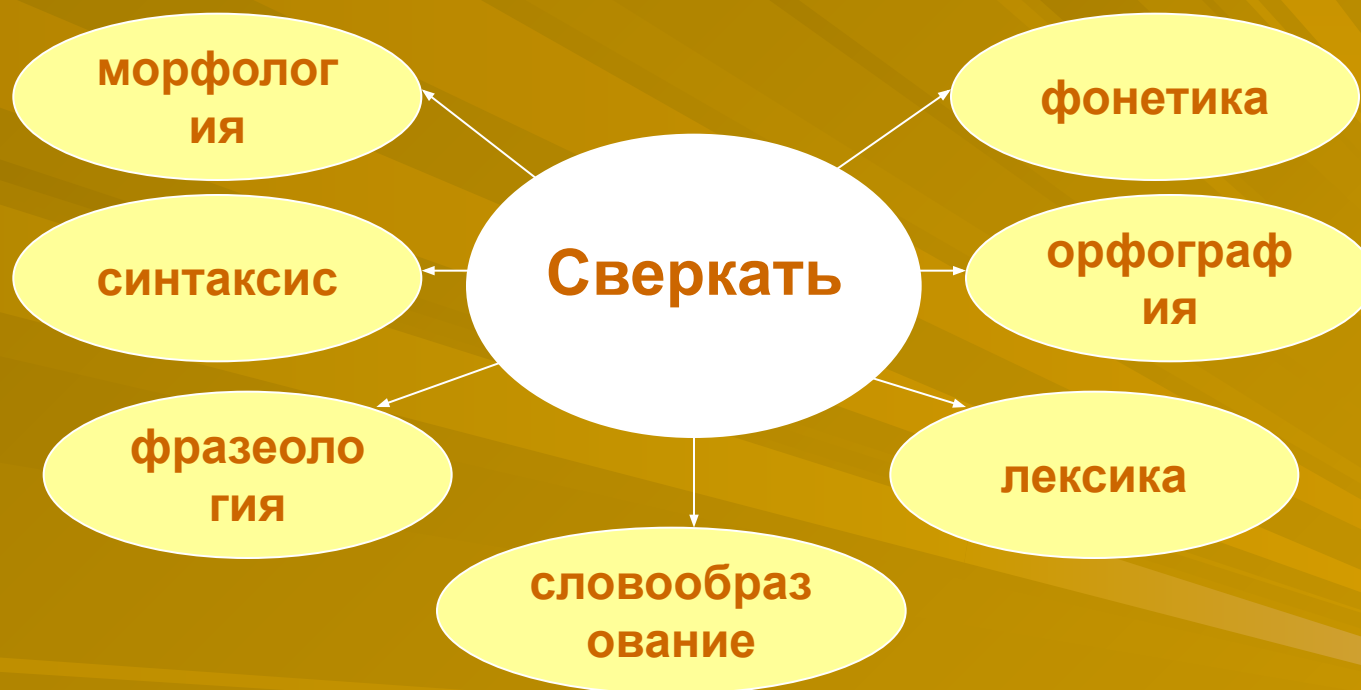 морфолог
ия
фонетика
синтаксис
Сверкать
орфограф
ия
фразеоло
гия
лексика
словообраз
ование